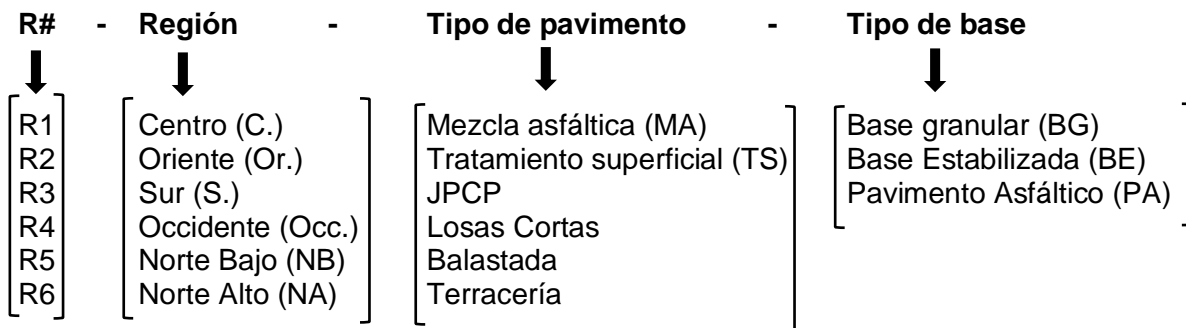 R# - Región - Tipo de pavimento - Tipo de base
R1 Centro (C.) Mezcla asfáltica (MA) Base granular (BG)
R2 Oriente (Or.) Tratamiento superficial (TS) Base Estabilizada (BE)
R3 Sur (S.) JPCP Pavimento Asfáltico (PA)
R4 Occidente (Occ.) Losas Cortas
R5 Norte Bajo (NB) Balastada
R6 Norte Alto (NA) Terracería